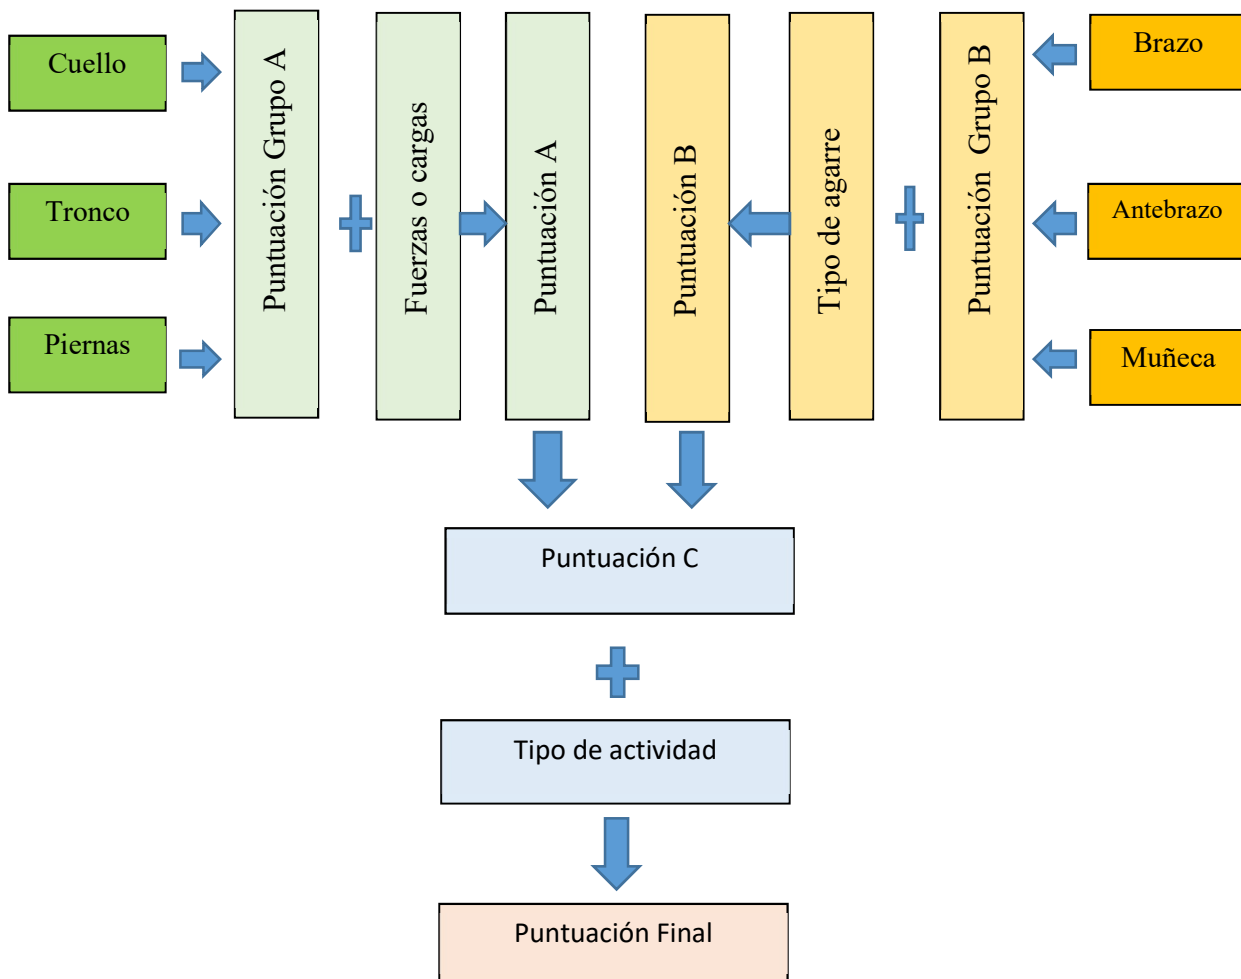 Cuello
Tronco
Piernas
Puntuación Grupo A
Fuerzas o cargas
Puntuación A
Puntuación B
Tipo de agarre
Puntuación  Grupo B
Brazo
Antebrazo
Muñeca
Puntuación C
Tipo de actividad
Puntuación Final